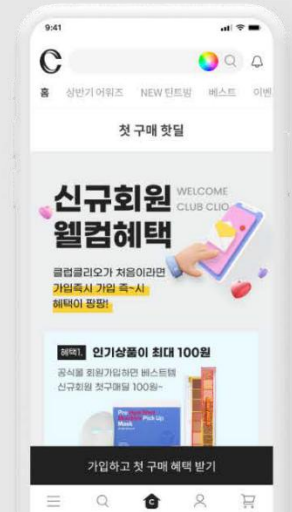 9:41
홈 상반기 어워즈 NEW 틴트밤 베스트 이벤
첫 구매 핫딜
신규회원
웰컴혜택
WELCOME
CLUB CLIO
클럽클리오가 처음이라면
가입즉시 가입 즉~시
혜택이 팡팡!
혜택1. 인기상품이 최대 100원
공식몰 회원가입하면 베스트템
신규회원 첫구매딜 100원~
Mask
가입하고 첫 구매 혜택 받기